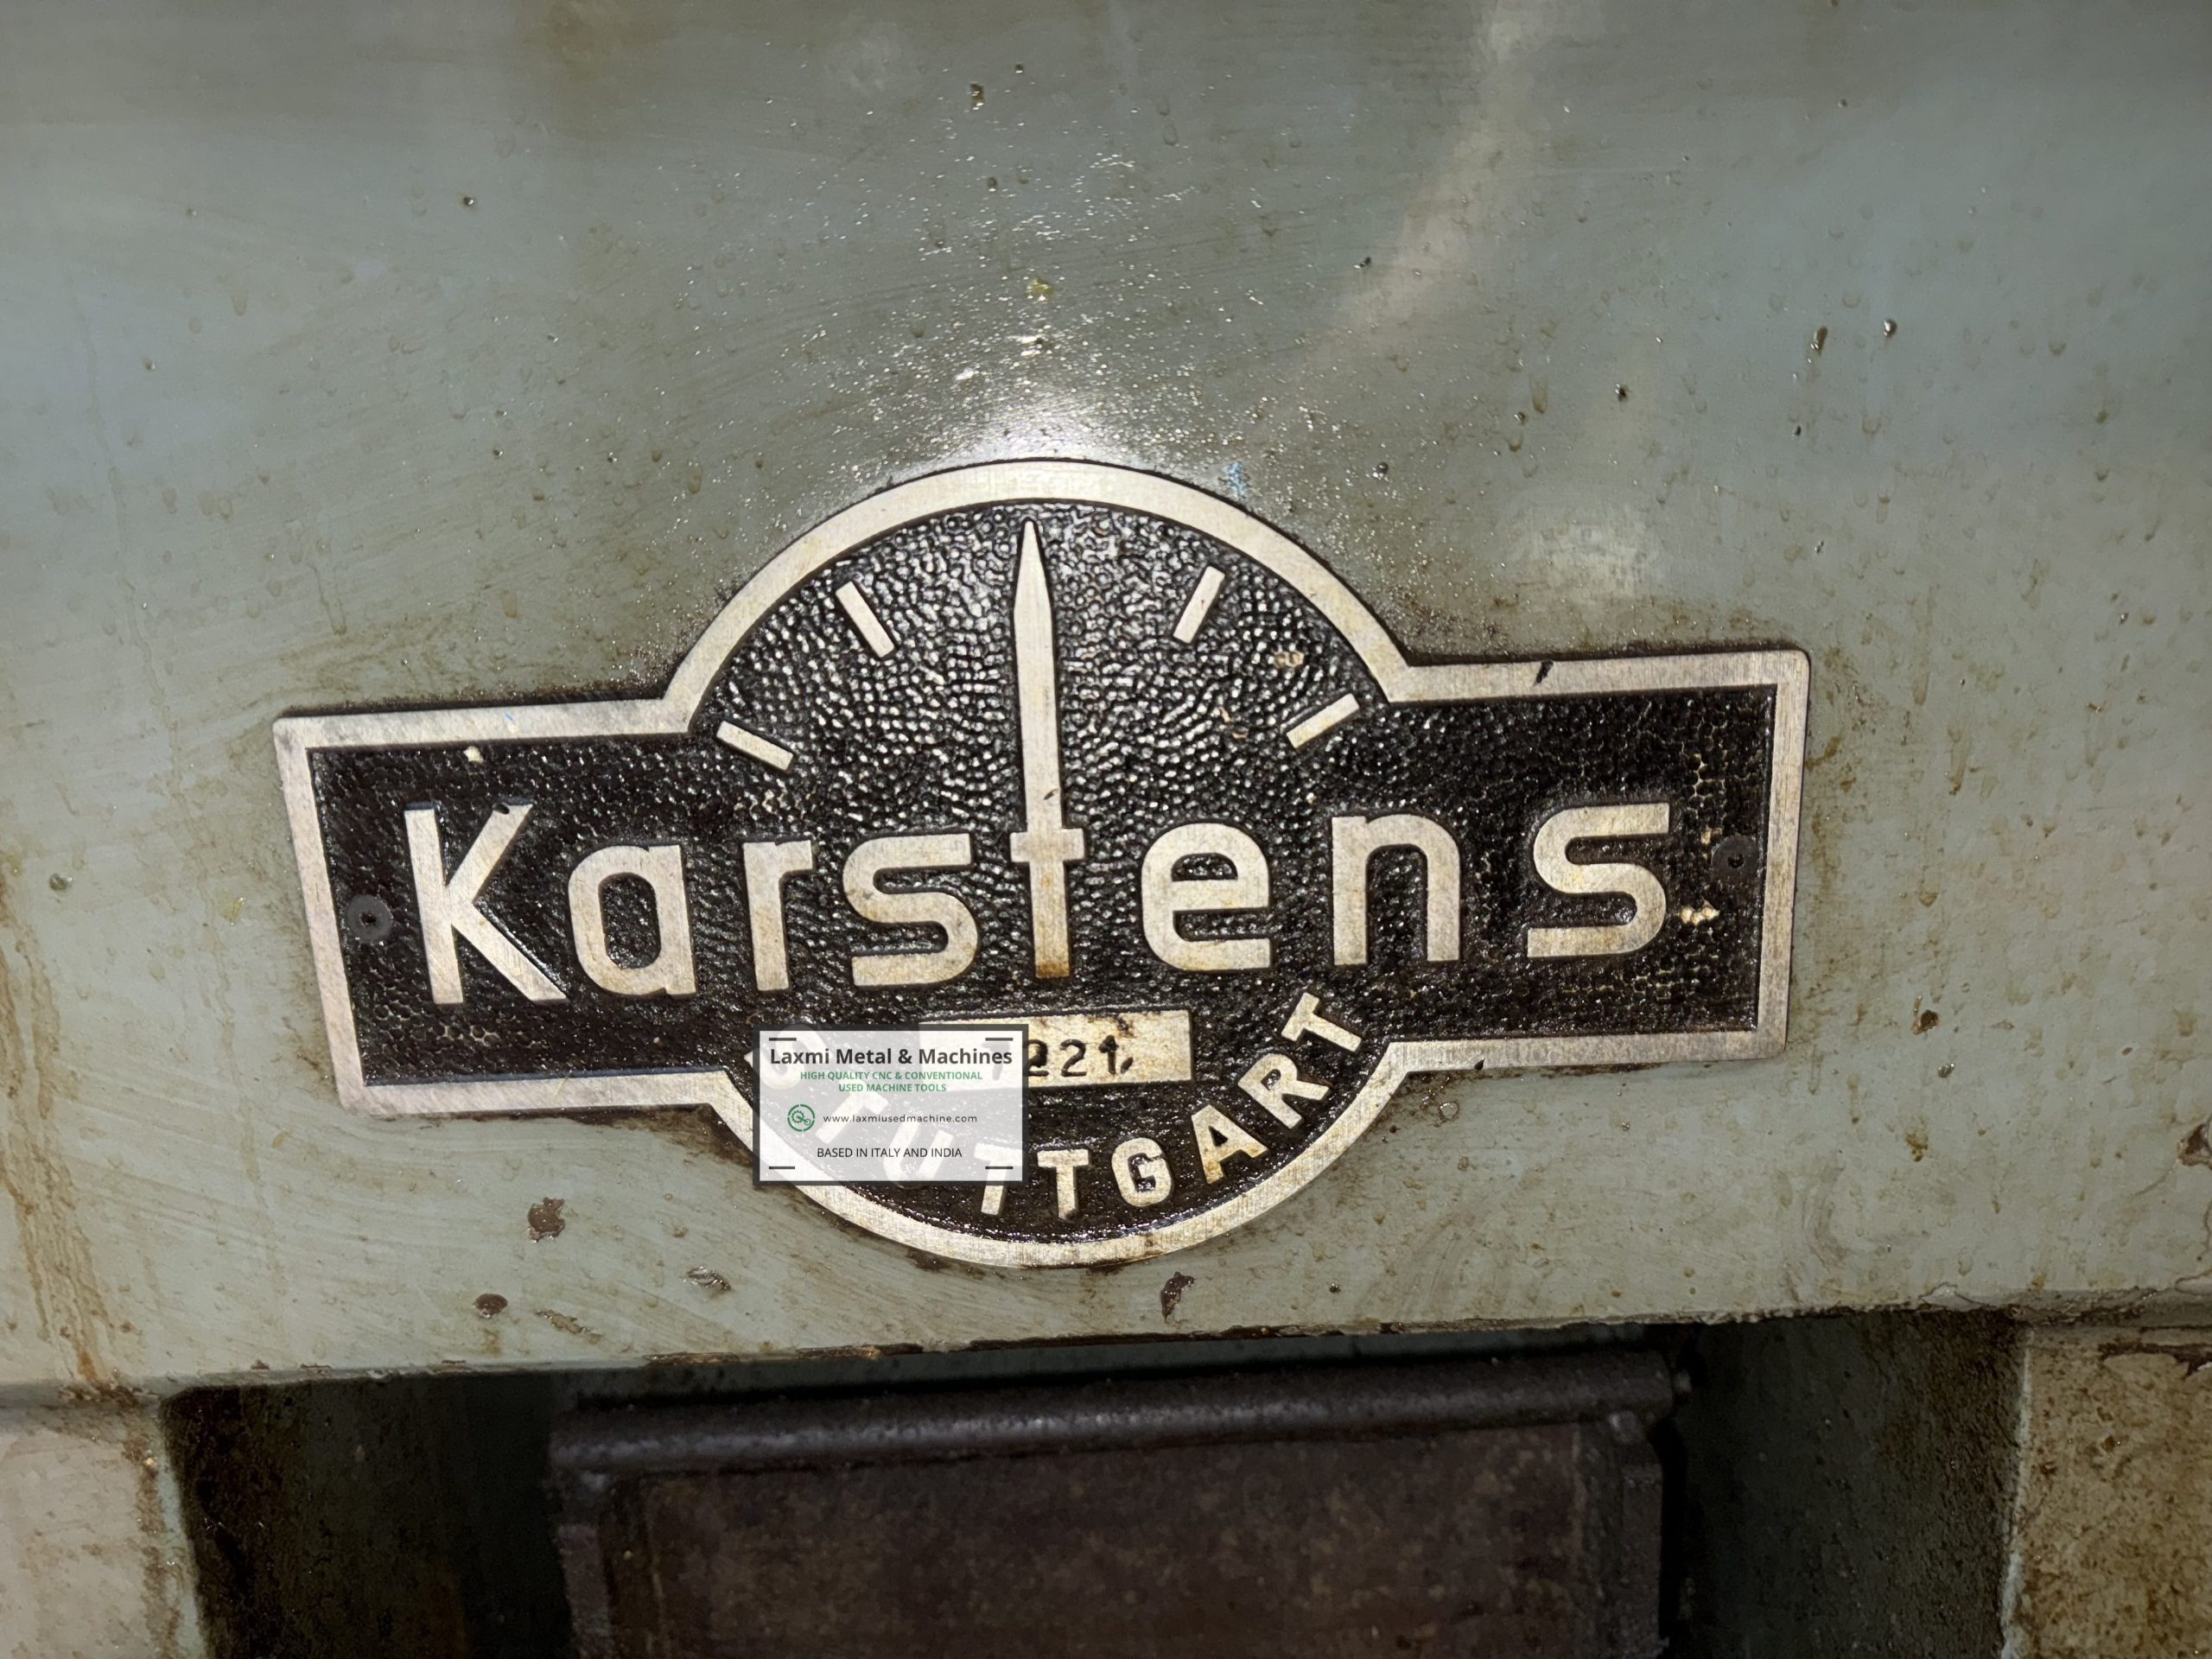 Karstens
221
STUTTGART
Laxmi Metal & Machines
HIGH QUALITY CNC & CONVENTIONAL
USED MACHINE TOOLS
www.laxmiusedmachine.com
BASED IN ITALY AND INDIA